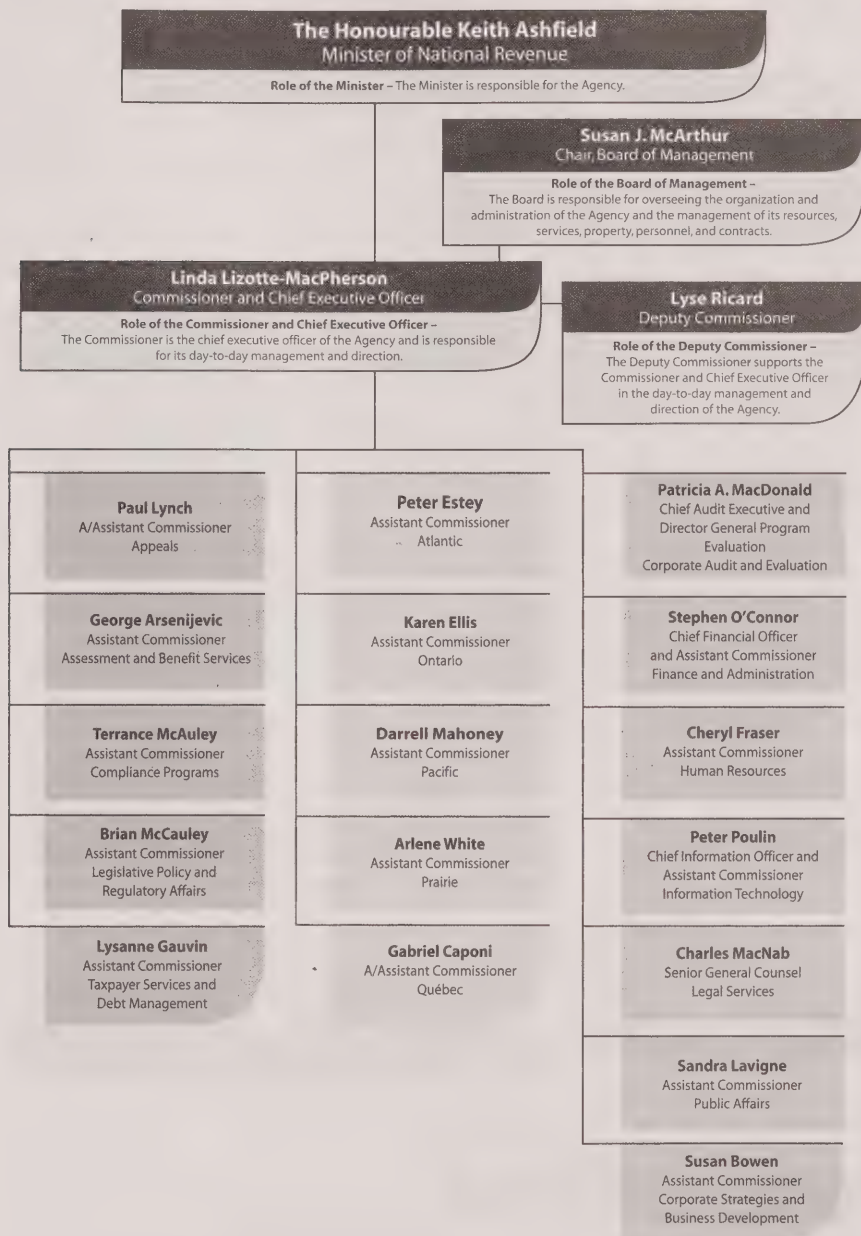 The Honourable Keith Ashfield
Minister of National Revenue
Role of the Minister – The Minister is responsible for the Agency.
Susan J. McArthur
Chair, Board of Management
Role of the Board of Management –
The Board is responsible for overseeing the organization and
administration of the Agency and the management of its resources,
services, property, personnel, and contracts.
Linda Lizotte-MacPherson
Commissioner and Chief Executive Officer
Role of the Commissioner and Chief Executive Officer –
The Commissioner is the chief executive officer of the Agency and is responsible
for its day-to-day management and direction.
Lyse Ricard
Deputy Commissioner
Role of the Deputy Commissioner –
The Deputy Commissioner supports the
Commissioner and Chief Executive Officer
in the day-to-day management and
direction of the Agency.
Paul Lynch
A/Assistant Commissioner
Appeals
George Arsenijevic
Assistant Commissioner
Assessment and Benefit Services
Terrance McAuley
Assistant Commissioner
Compliance Programs
Brian McCauley
Assistant Commissioner
Legislative Policy and
Regulatory Affairs
Lysanne Gauvin
Assistant Commissioner
Taxpayer Services and
Debt Management
Peter Estey
Assistant Commissioner
Atlantic
Karen Ellis
Assistant Commissioner
Ontario
Darrell Mahoney
Assistant Commissioner
Pacific
Arlene White
Assistant Commissioner
Prairie
Gabriel Caponi
A/Assistant Commissioner
Québec
Patricia A. MacDonald
Chief Audit Executive and
Director General Program
Evaluation
Corporate Audit and Evaluation
Stephen O'Connor
Chief Financial Officer
and Assistant Commissioner
Finance and Administration
Cheryl Fraser
Assistant Commissioner
Human Resources
Peter Poulin
Chief Information Officer and
Assistant Commissioner
Information Technology
Charles MacNab
Senior General Counsel
Legal Services
Sandra Lavigne
Assistant Commissioner
Public Affairs
Susan Bowen
Assistant Commissioner
Corporate Strategies and
Business Development